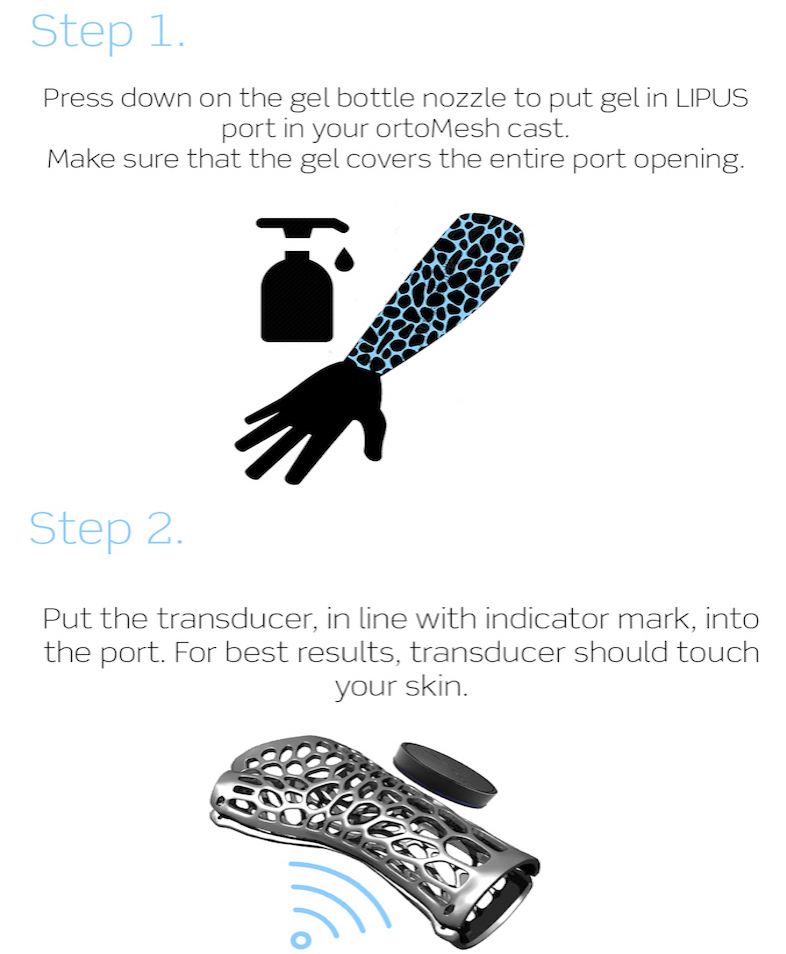 Step 1.
Press down on the gel bottle nozzle to put gel in LIPUS
port in your ortoMesh cast.
Make sure that the gel covers the entire port opening.
Step 2.
Put the transducer, in line with indicator mark, into
the port. For best results, transducer should touch
your skin.